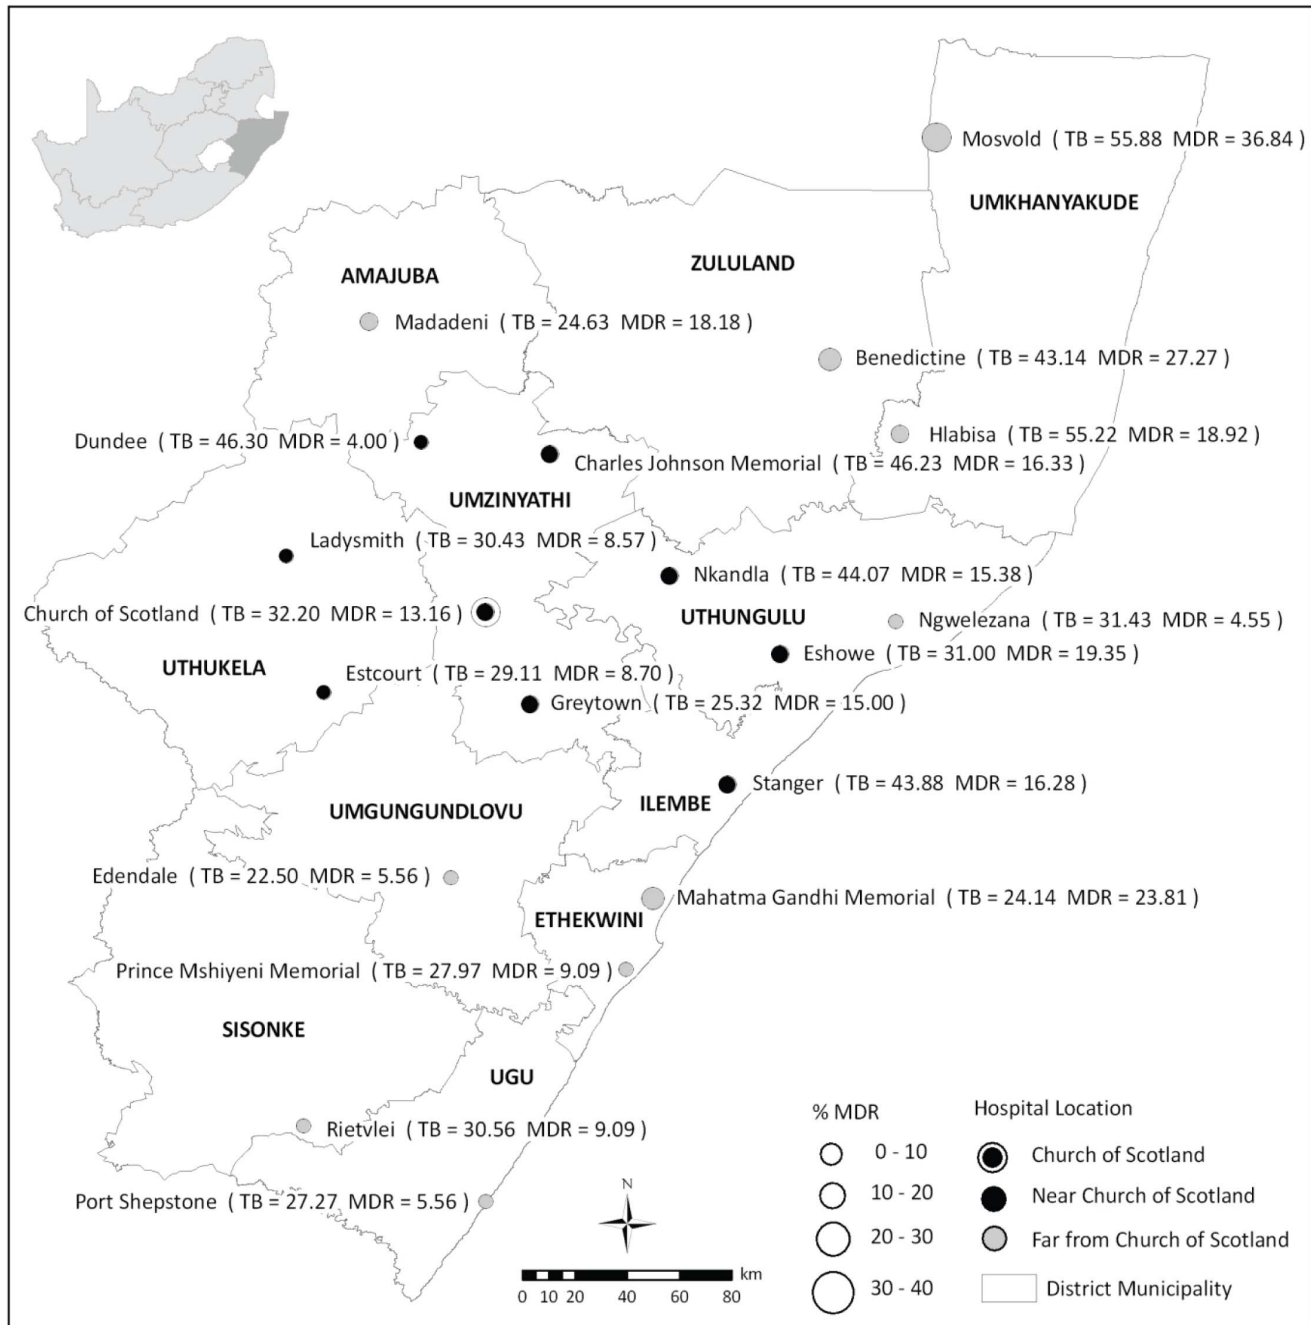 Mosvold ( TB = 55.88 MDR = 36.84 )
UMKHANYAKUDE
ZULULAND
AMAJUBA
Madadeni ( TB = 24.63 MDR = 18.18 )
Benedictine ( TB = 43.14 MDR = 27.27 )
Dundee ( TB = 46.30 MDR = 4.00 )
Hlabisa ( TB = 55.22 MDR = 18.92 )
Charles Johnson Memorial ( TB = 46.23 MDR = 16.33 )
UMZINYATHI
Ladysmith ( TB = 30.43 MDR = 8.57 )
Nkandla ( TB = 44.07 MDR = 15.38 )
Church of Scotland ( TB = 32.20 MDR = 13.16 )
UTHUNGULU
Ngwelezana ( TB = 31.43 MDR = 4.55 )
Eshowe ( TB = 31.00 MDR = 19.35 )
UTHUKELA
Estcourt ( TB = 29.11 MDR = 8.70 )
Greytown ( TB = 25.32 MDR = 15.00 )
Stanger ( TB = 43.88 MDR = 16.28 )
ILEMBE
UMGUNGUNDLOVU
Edendale ( TB = 22.50 MDR = 5.56 )
Mahatma Gandhi Memorial ( TB = 24.14 MDR = 23.81 )
ETHEKWINI
Prince Mshiyeni Memorial ( TB = 27.97 MDR = 9.09 )
SISONKE
UGU
Rietvlei ( TB = 30.56 MDR = 9.09 )
Port Shepstone ( TB = 27.27 MDR = 5.56 )
N
km
0 10 20 40 60 80
% MDR
0 - 10
10 - 20
20 - 30
30 - 40
Hospital Location
Church of Scotland
Near Church of Scotland
Far from Church of Scotland
District Municipality